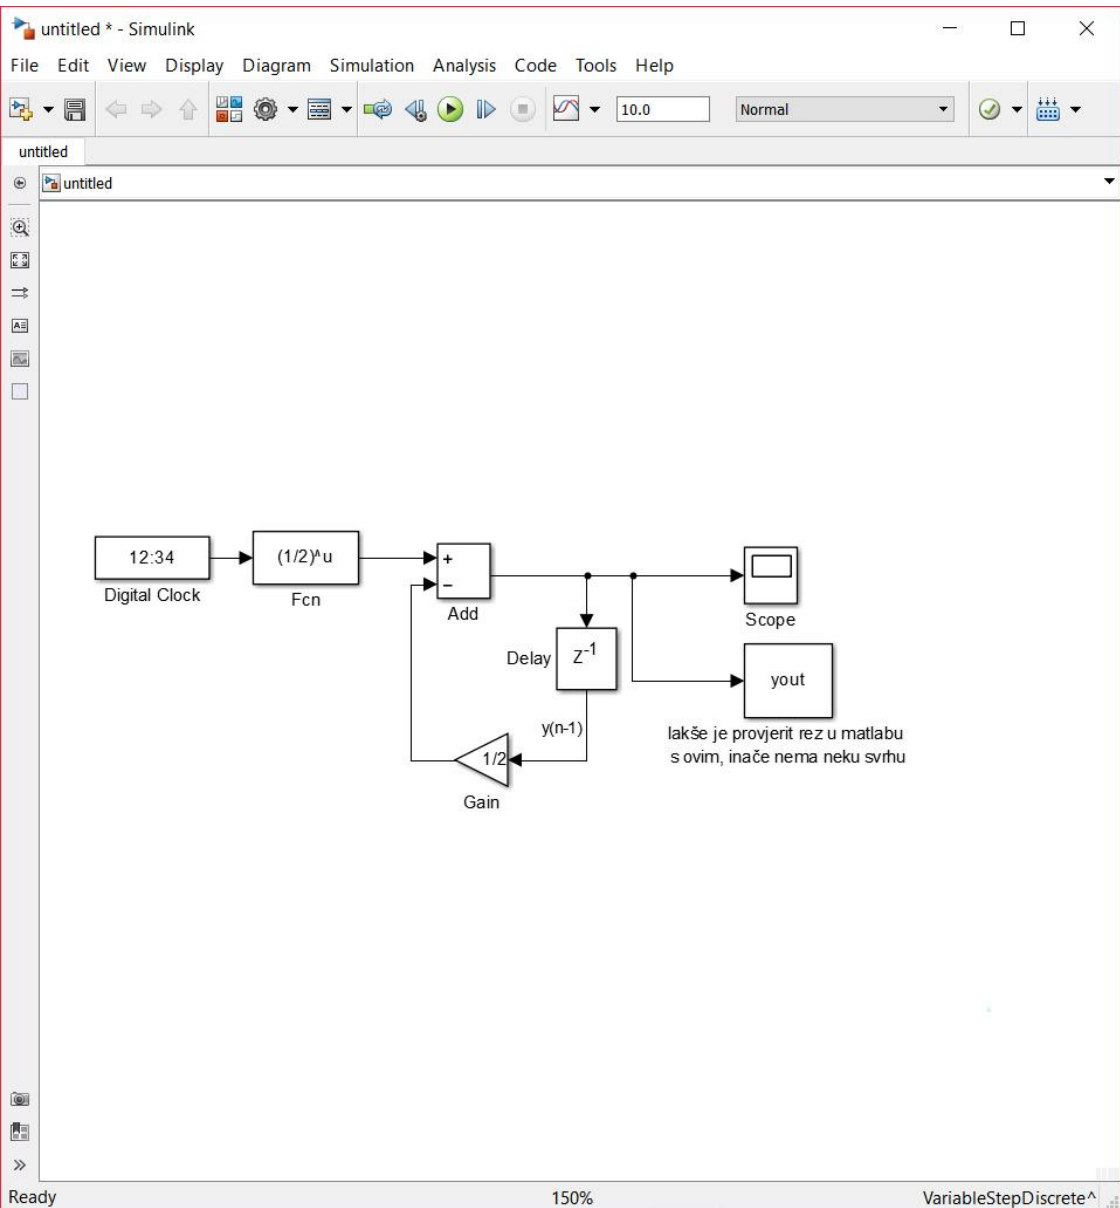 untitled * - Simulink
File Edit View Display Diagram Simulation Analysis Code Tools Help
10.0 Normal
untitled
untitled
12:34
Digital Clock
(1/2)^u
Fcn
+
−
Add
Scope
Delay
Z-1
yout
y(n-1)
lakše je provjerit rez u matlabu
s ovim, inače nema neku svrhu
1/2
Gain
Ready 150% VariableStepDiscrete^